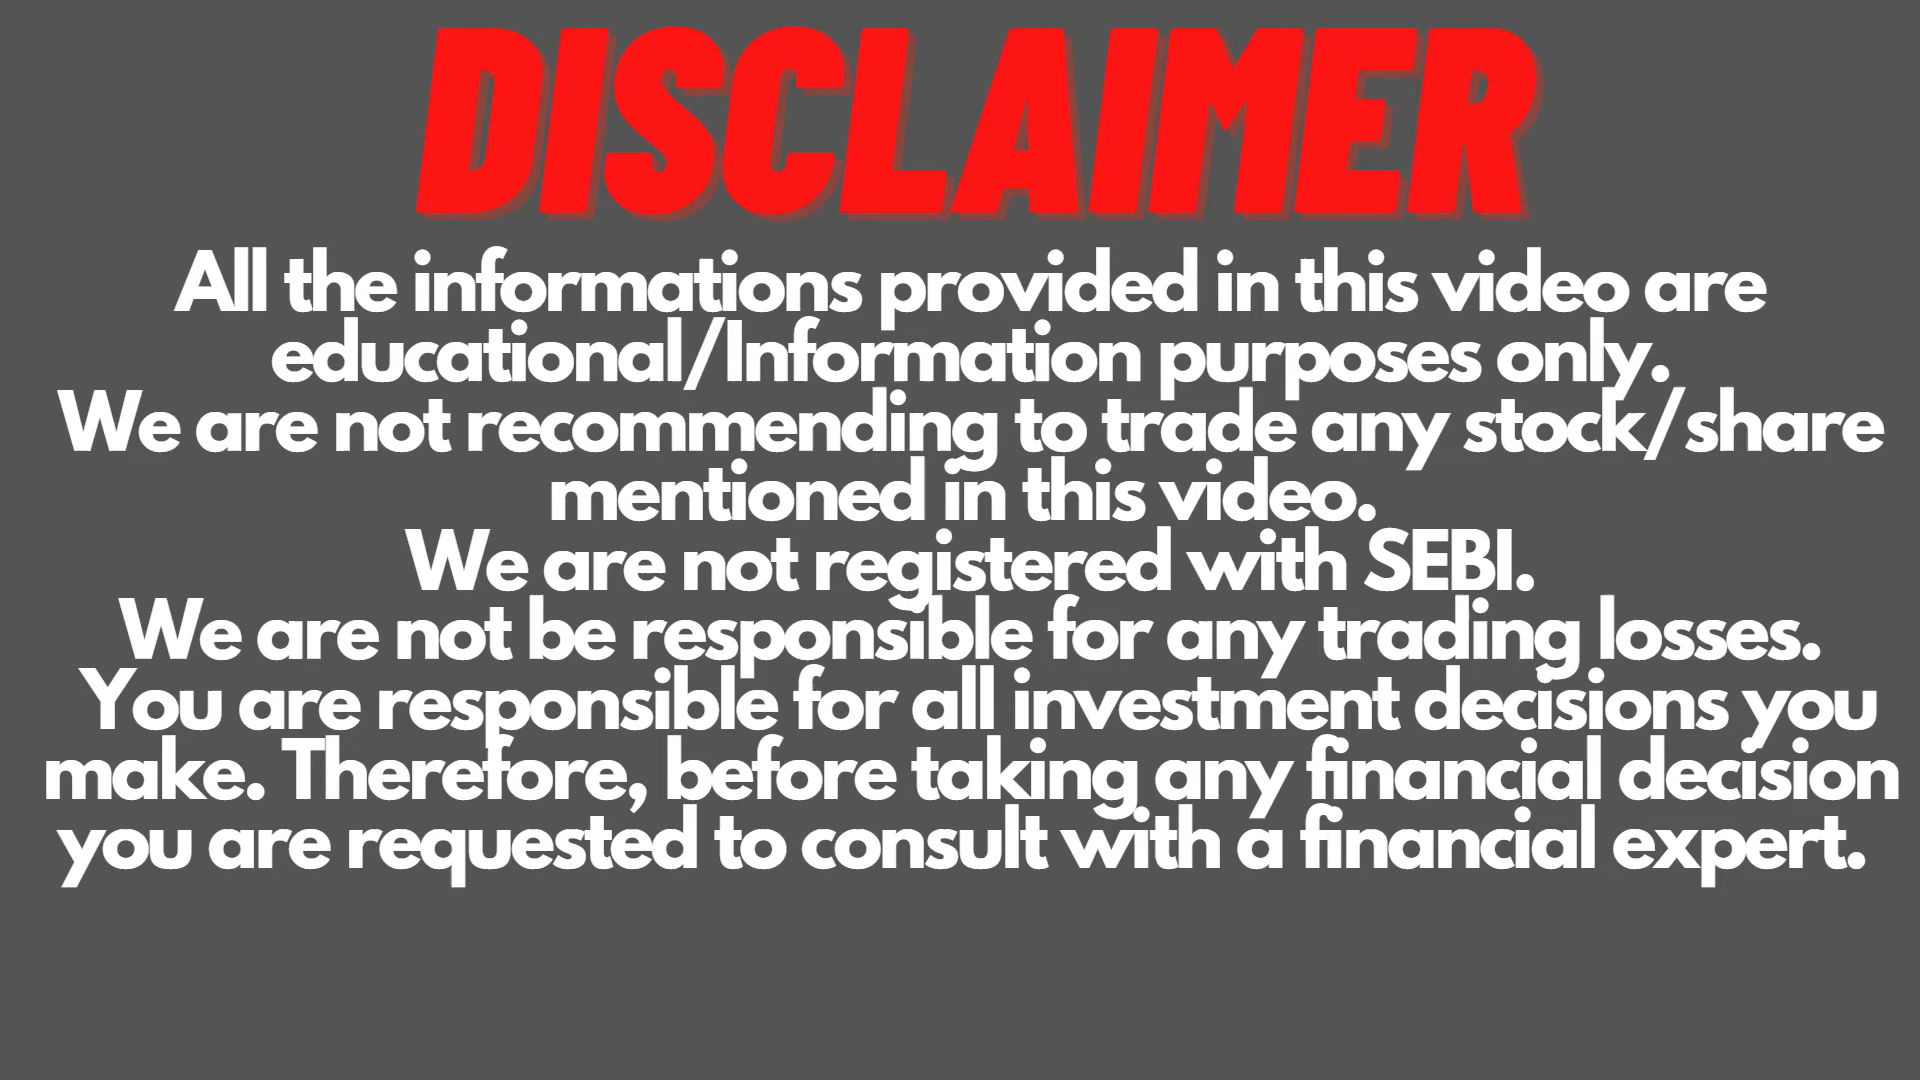 DISCLAIMER
All the informations provided in this video are
educational/Information purposes only.
We are not recommending to trade any stock/share
mentioned in this video.
We are not registered with SEBI.
We are not be responsible for any trading losses.
You are responsible for all investment decisions you
make. Therefore, before taking any financial decision
you are requested to consult with a financial expert.